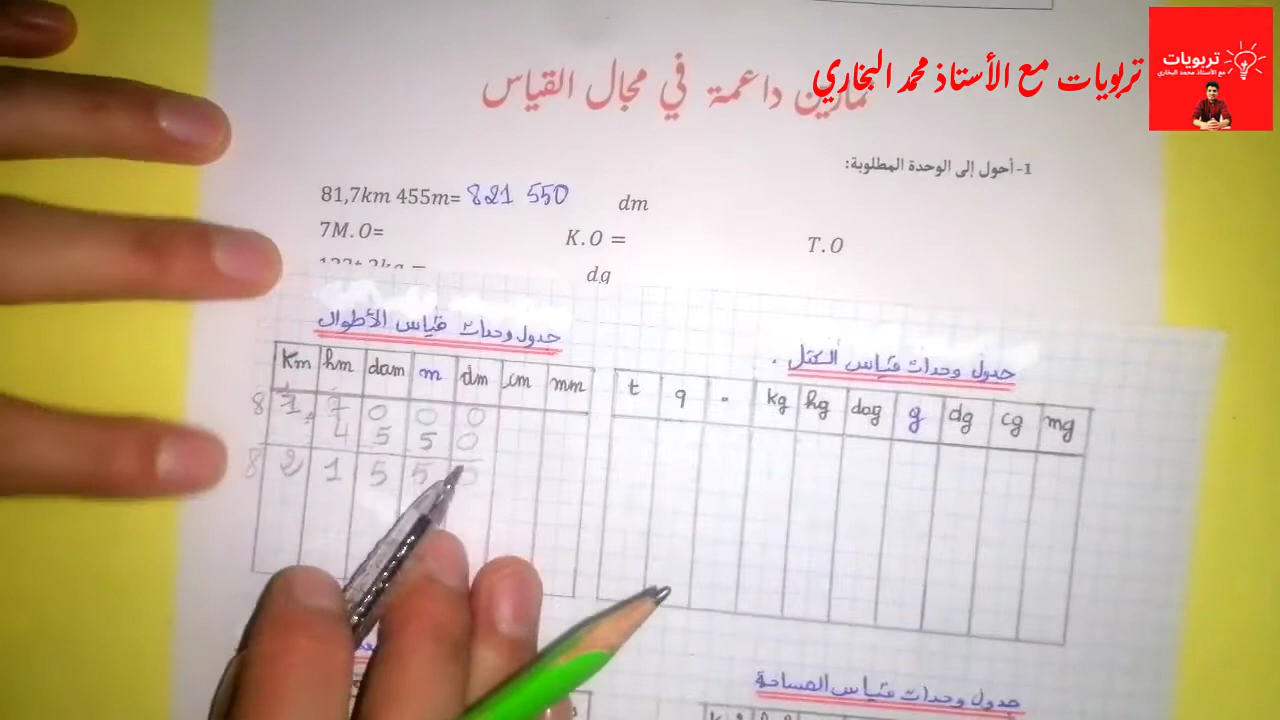 تربويات مع الأستاذ محمد البخاري
تربويات
مع الأستاذ محمد البخاري
تمارين داعمة في مجال القياس
1- أحول إلى الوحدة المطلوبة:
81,7km 455m= 821 550 dm
7M.O= K.O = T.O
dg
جدول وحدات قياس الأطوال
Km hm dam m dm cm mm
8 1, 7 0 0 0
4 5 5 0
8 2 1 5 5 0
جدول وحدات قياس الكتل .
t q . kg hg dag g dg cg mg
جدول وحدات قياس المساحة